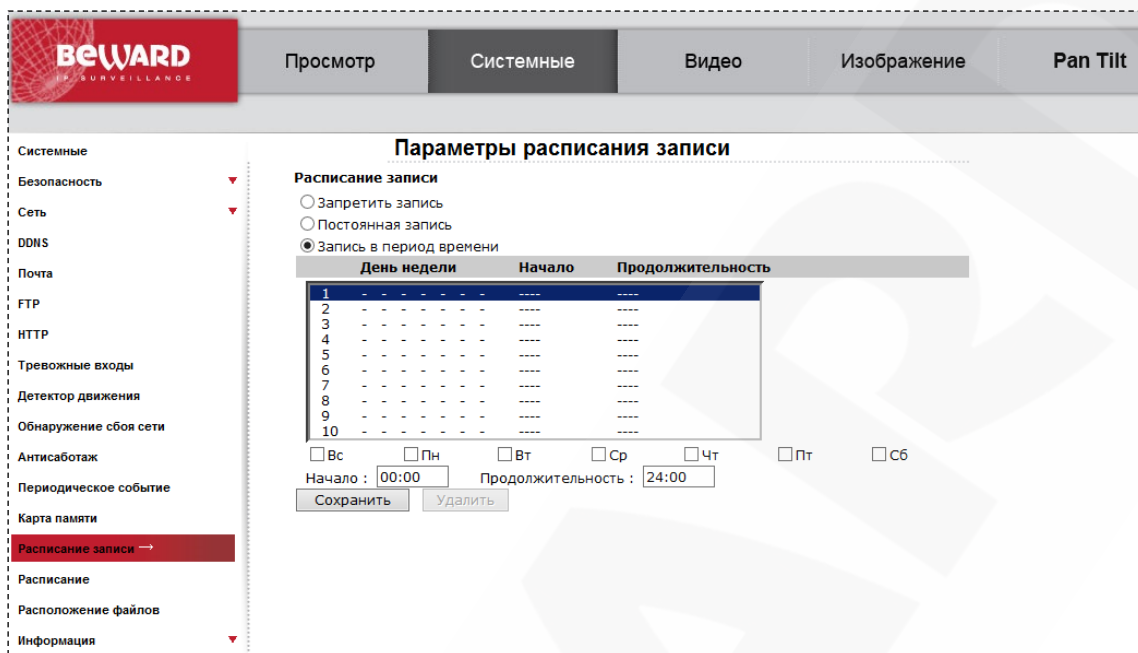 BEWARD
IP SURVEILLANCE
Просмотр
Системные
Видео
Изображение
Pan Tilt
Системные
Безопасность
Сеть
DDNS
Почта
FTP
HTTP
Тревожные входы
Детектор движения
Обнаружение сбоя сети
Антисаботаж
Периодическое событие
Карта памяти
Расписание записи →
Расписание
Расположение файлов
Информация
Параметры расписания записи
Расписание записи
Запретить запись
Постоянная запись
Запись в период времени
День недели Начало Продолжительность
1 - - - - - - - ---- ----
2 - - - - - - - ---- ----
3 - - - - - - - ---- ----
4 - - - - - - - ---- ----
5 - - - - - - - ---- ----
6 - - - - - - - ---- ----
7 - - - - - - - ---- ----
8 - - - - - - - ---- ----
9 - - - - - - - ---- ----
10 - - - - - - - ---- ----
Вс Пн Вт Ср Чт Пт Сб
Начало : 00:00 Продолжительность : 24:00
Сохранить Удалить